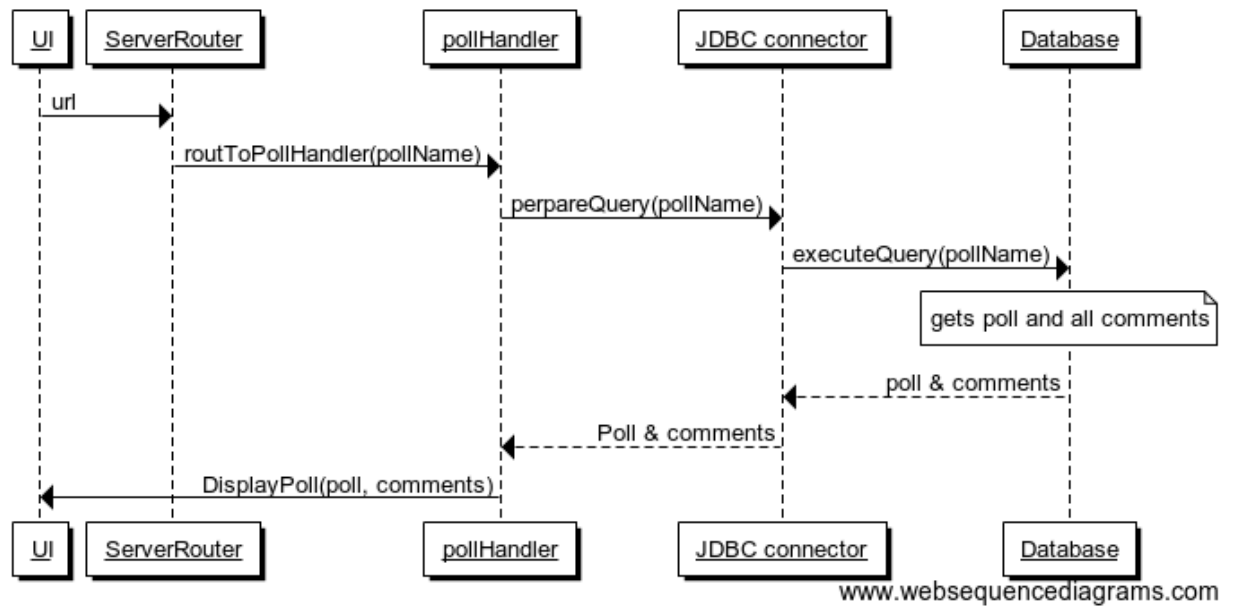 UI ServerRouter pollHandler JDBC connector Database
url
routToPollHandler(pollName)
perpareQuery(pollName)
executeQuery(pollName)
gets poll and all comments
poll & comments
Poll & comments
DisplayPoll(poll, comments)
UI ServerRouter pollHandler JDBC connector Database
www.websequencediagrams.com